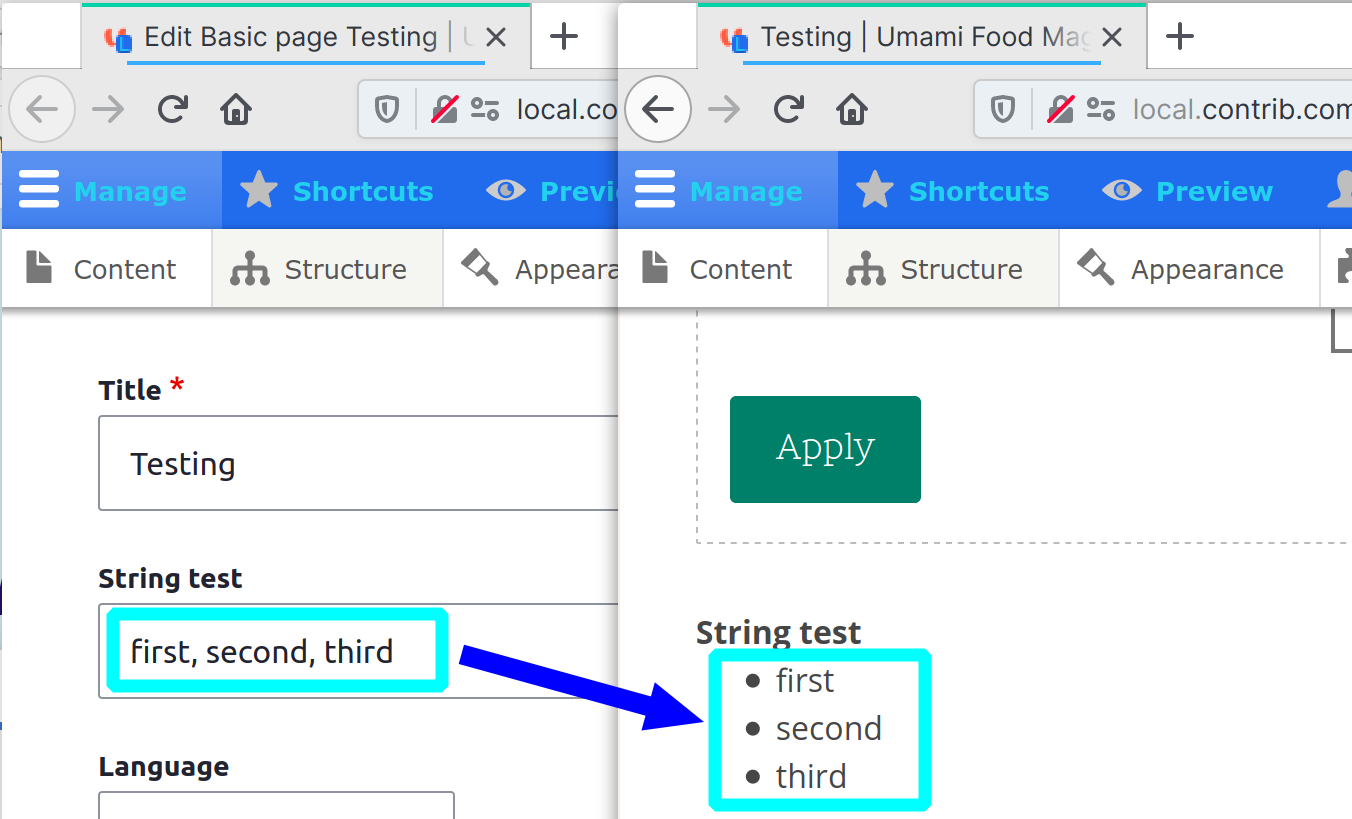 Edit Basic page Testing |
local.co
Manage Shortcuts Previ
Content Structure Appeara
Title *
Testing
String test
first, second, third
Language
Testing | Umami Food Mag
local.contrib.com
Manage Shortcuts Preview
Content Structure Appearance
Apply
String test
• first
• second
• third